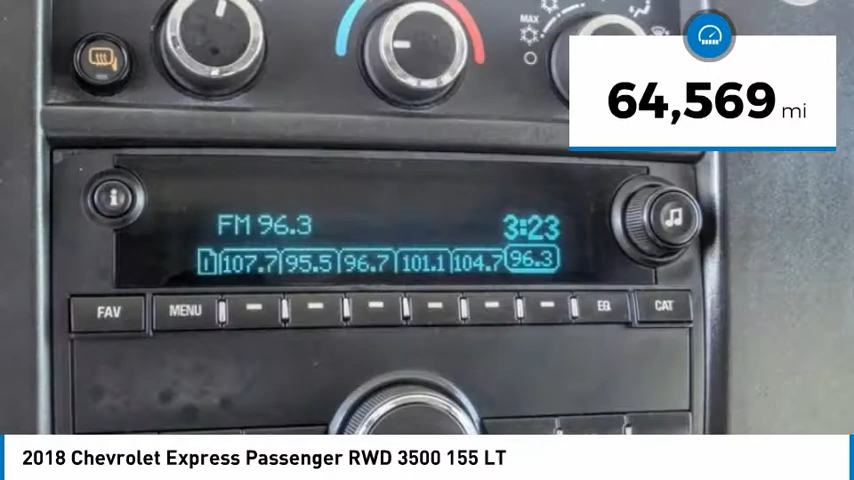 MAX
64,569 mi
i
FM 96.3 3:23
1 107.7 95.5 96.7 101.1 104.7 96.3
FAV MENU EQ CAT
2018 Chevrolet Express Passenger RWD 3500 155 LT